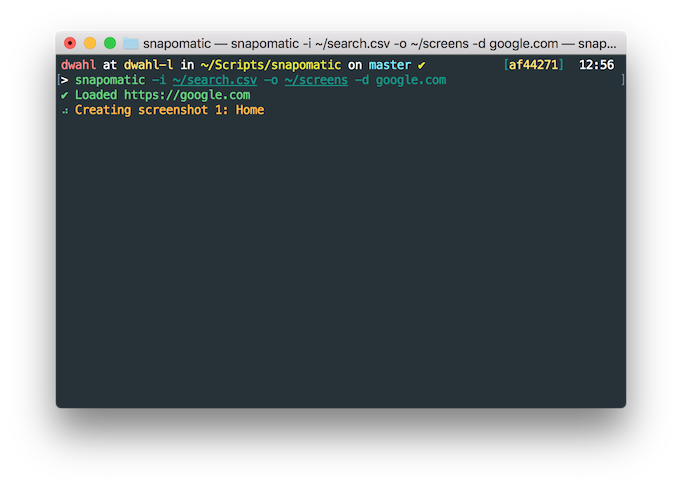 snapomatic — snapomatic -i ~/search.csv -o ~/screens -d google.com — snap...
dwahl at dwahl-l in ~/Scripts/snapomatic on master ✔ [af44271] 12:56
[> snapomatic -i ~/search.csv -o ~/screens -d google.com ]
✔ Loaded https://google.com
⠴ Creating screenshot 1: Home